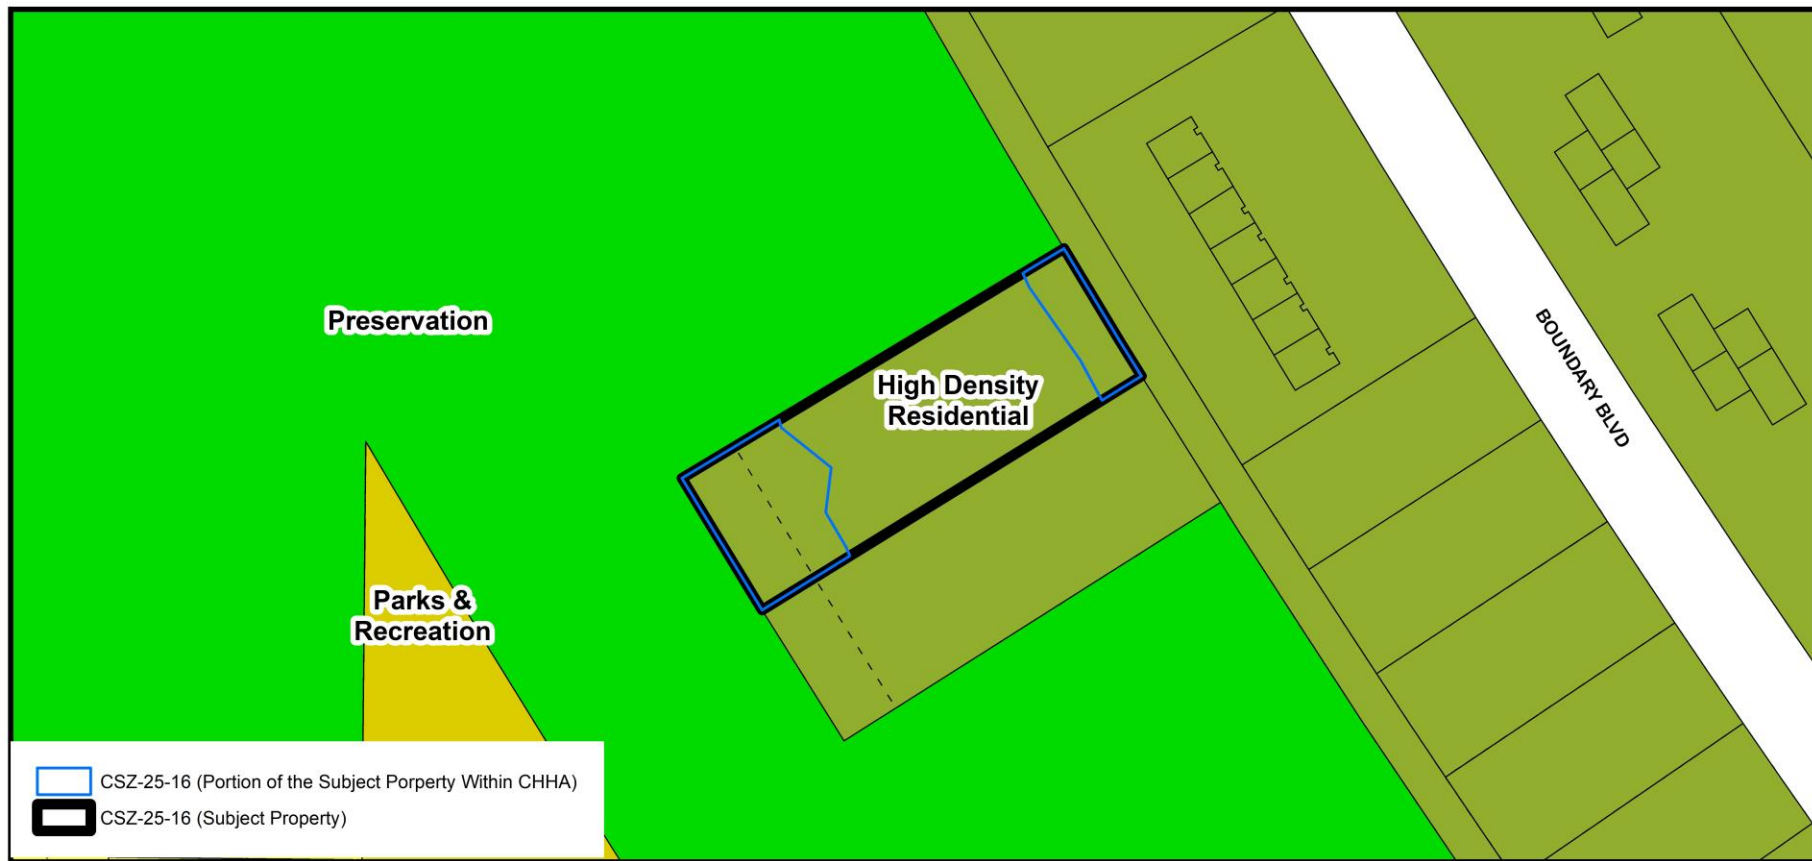 Preservation
High Density
Residential
BOUNDARY BLVD
Parks &
Recreation
CSZ-25-16 (Portion of the Subject Porperty Within CHHA)
CSZ-25-16 (Subject Property)